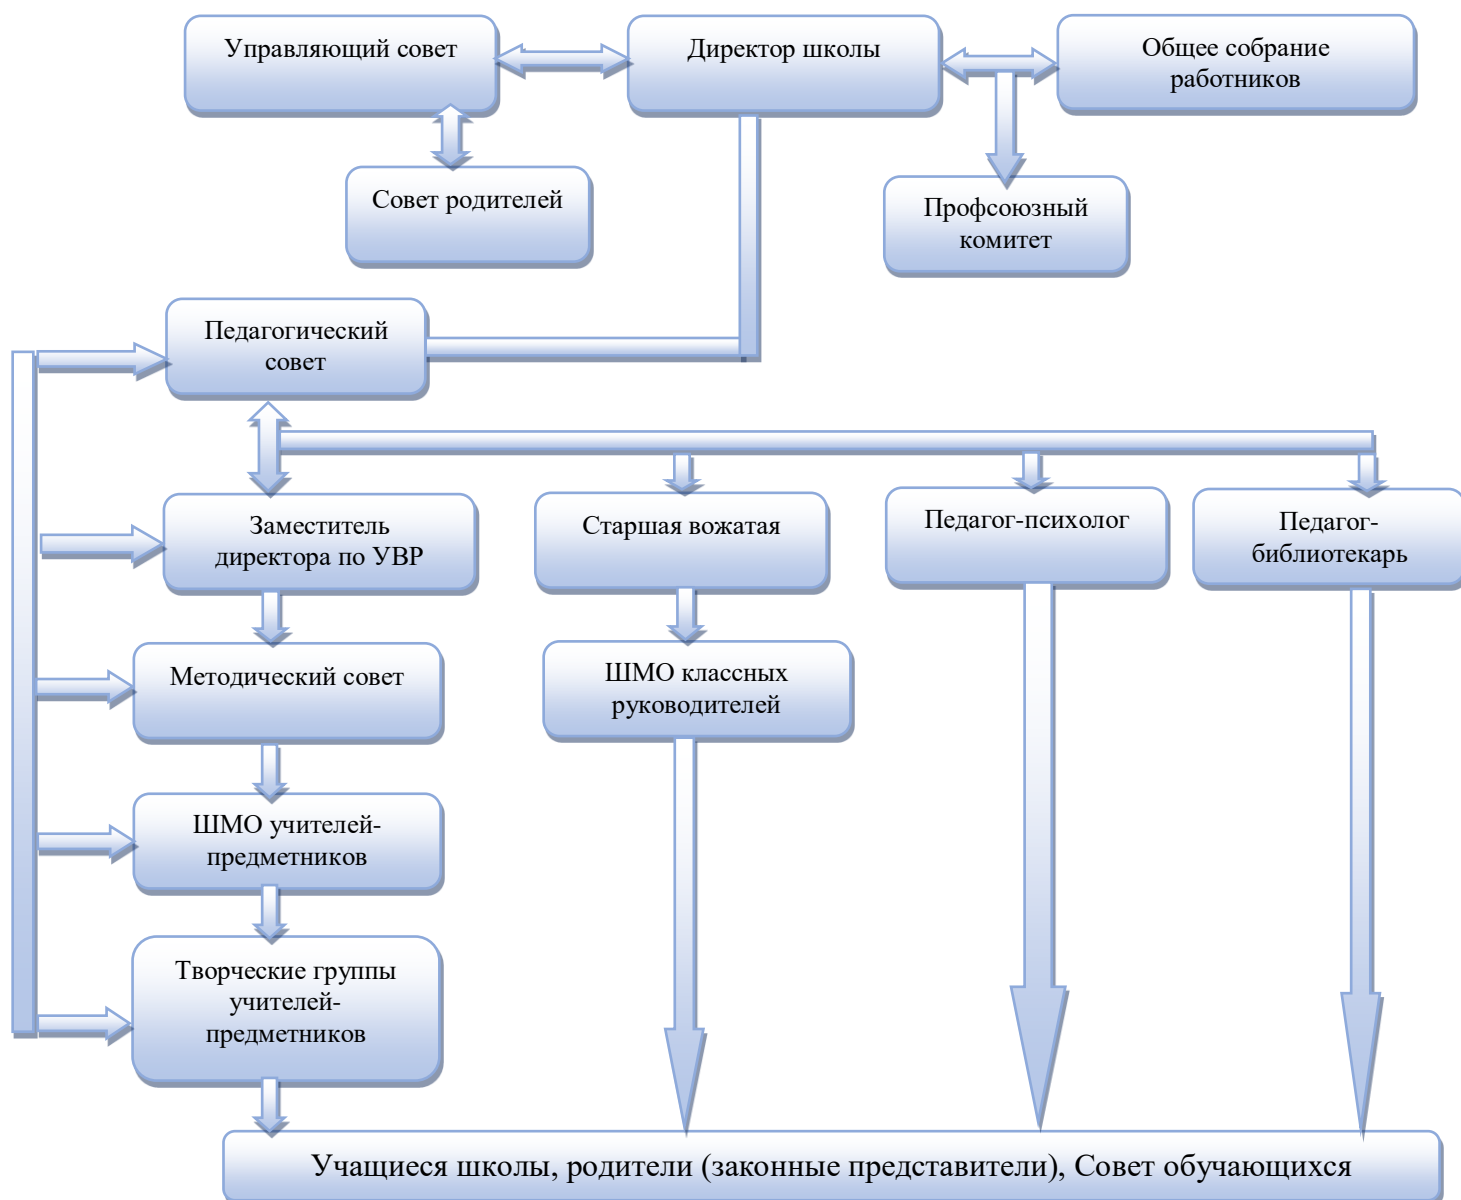 Управляющий совет
Директор школы
Общее собрание
работников
Совет родителей
Профсоюзный
комитет
Педагогический
совет
Заместитель
директора по УВР
Старшая вожатая
Педагог-психолог
Педагог-
библиотекарь
Методический совет
ШМО классных
руководителей
ШМО учителей-
предметников
Творческие группы
учителей-
предметников
Учащиеся школы, родители (законные представители), Совет обучающихся